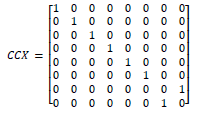 1 0 0 0 0 0 0 0
0 1 0 0 0 0 0 0
0 0 1 0 0 0 0 0
0 0 0 1 0 0 0 0
CCX =
0 0 0 0 1 0 0 0
0 0 0 0 0 1 0 0
0 0 0 0 0 0 0 1
0 0 0 0 0 0 1 0